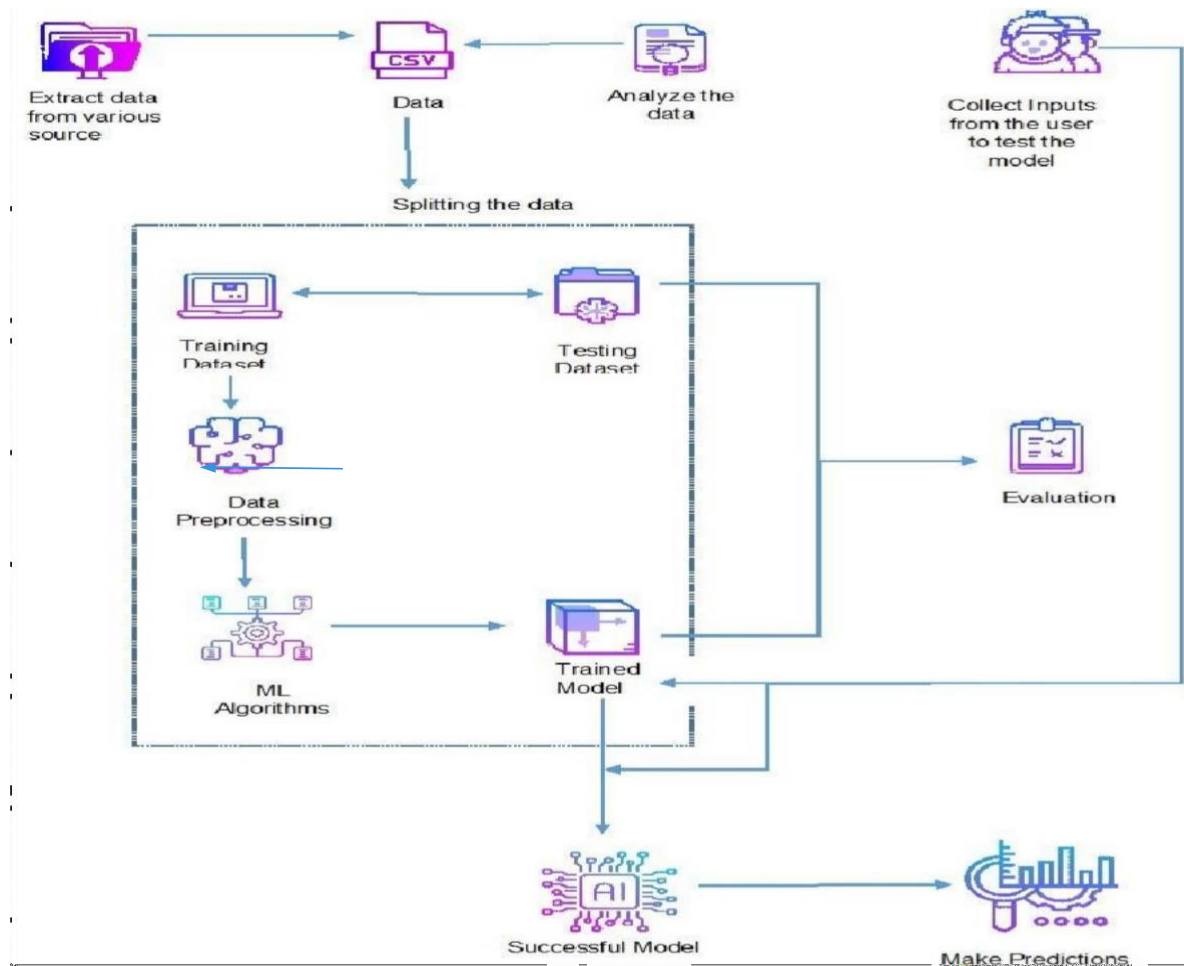 Extract data
from various
source
CSV
Data
Analyze the
data
Collect Inputs
from the user
to test the
model
Splitting the data
Training
Dataset
Testing
Dataset
Data
Preprocessing
Evaluation
ML
Algorithms
Trained
Model
AI
Successful Model
Make Predictions